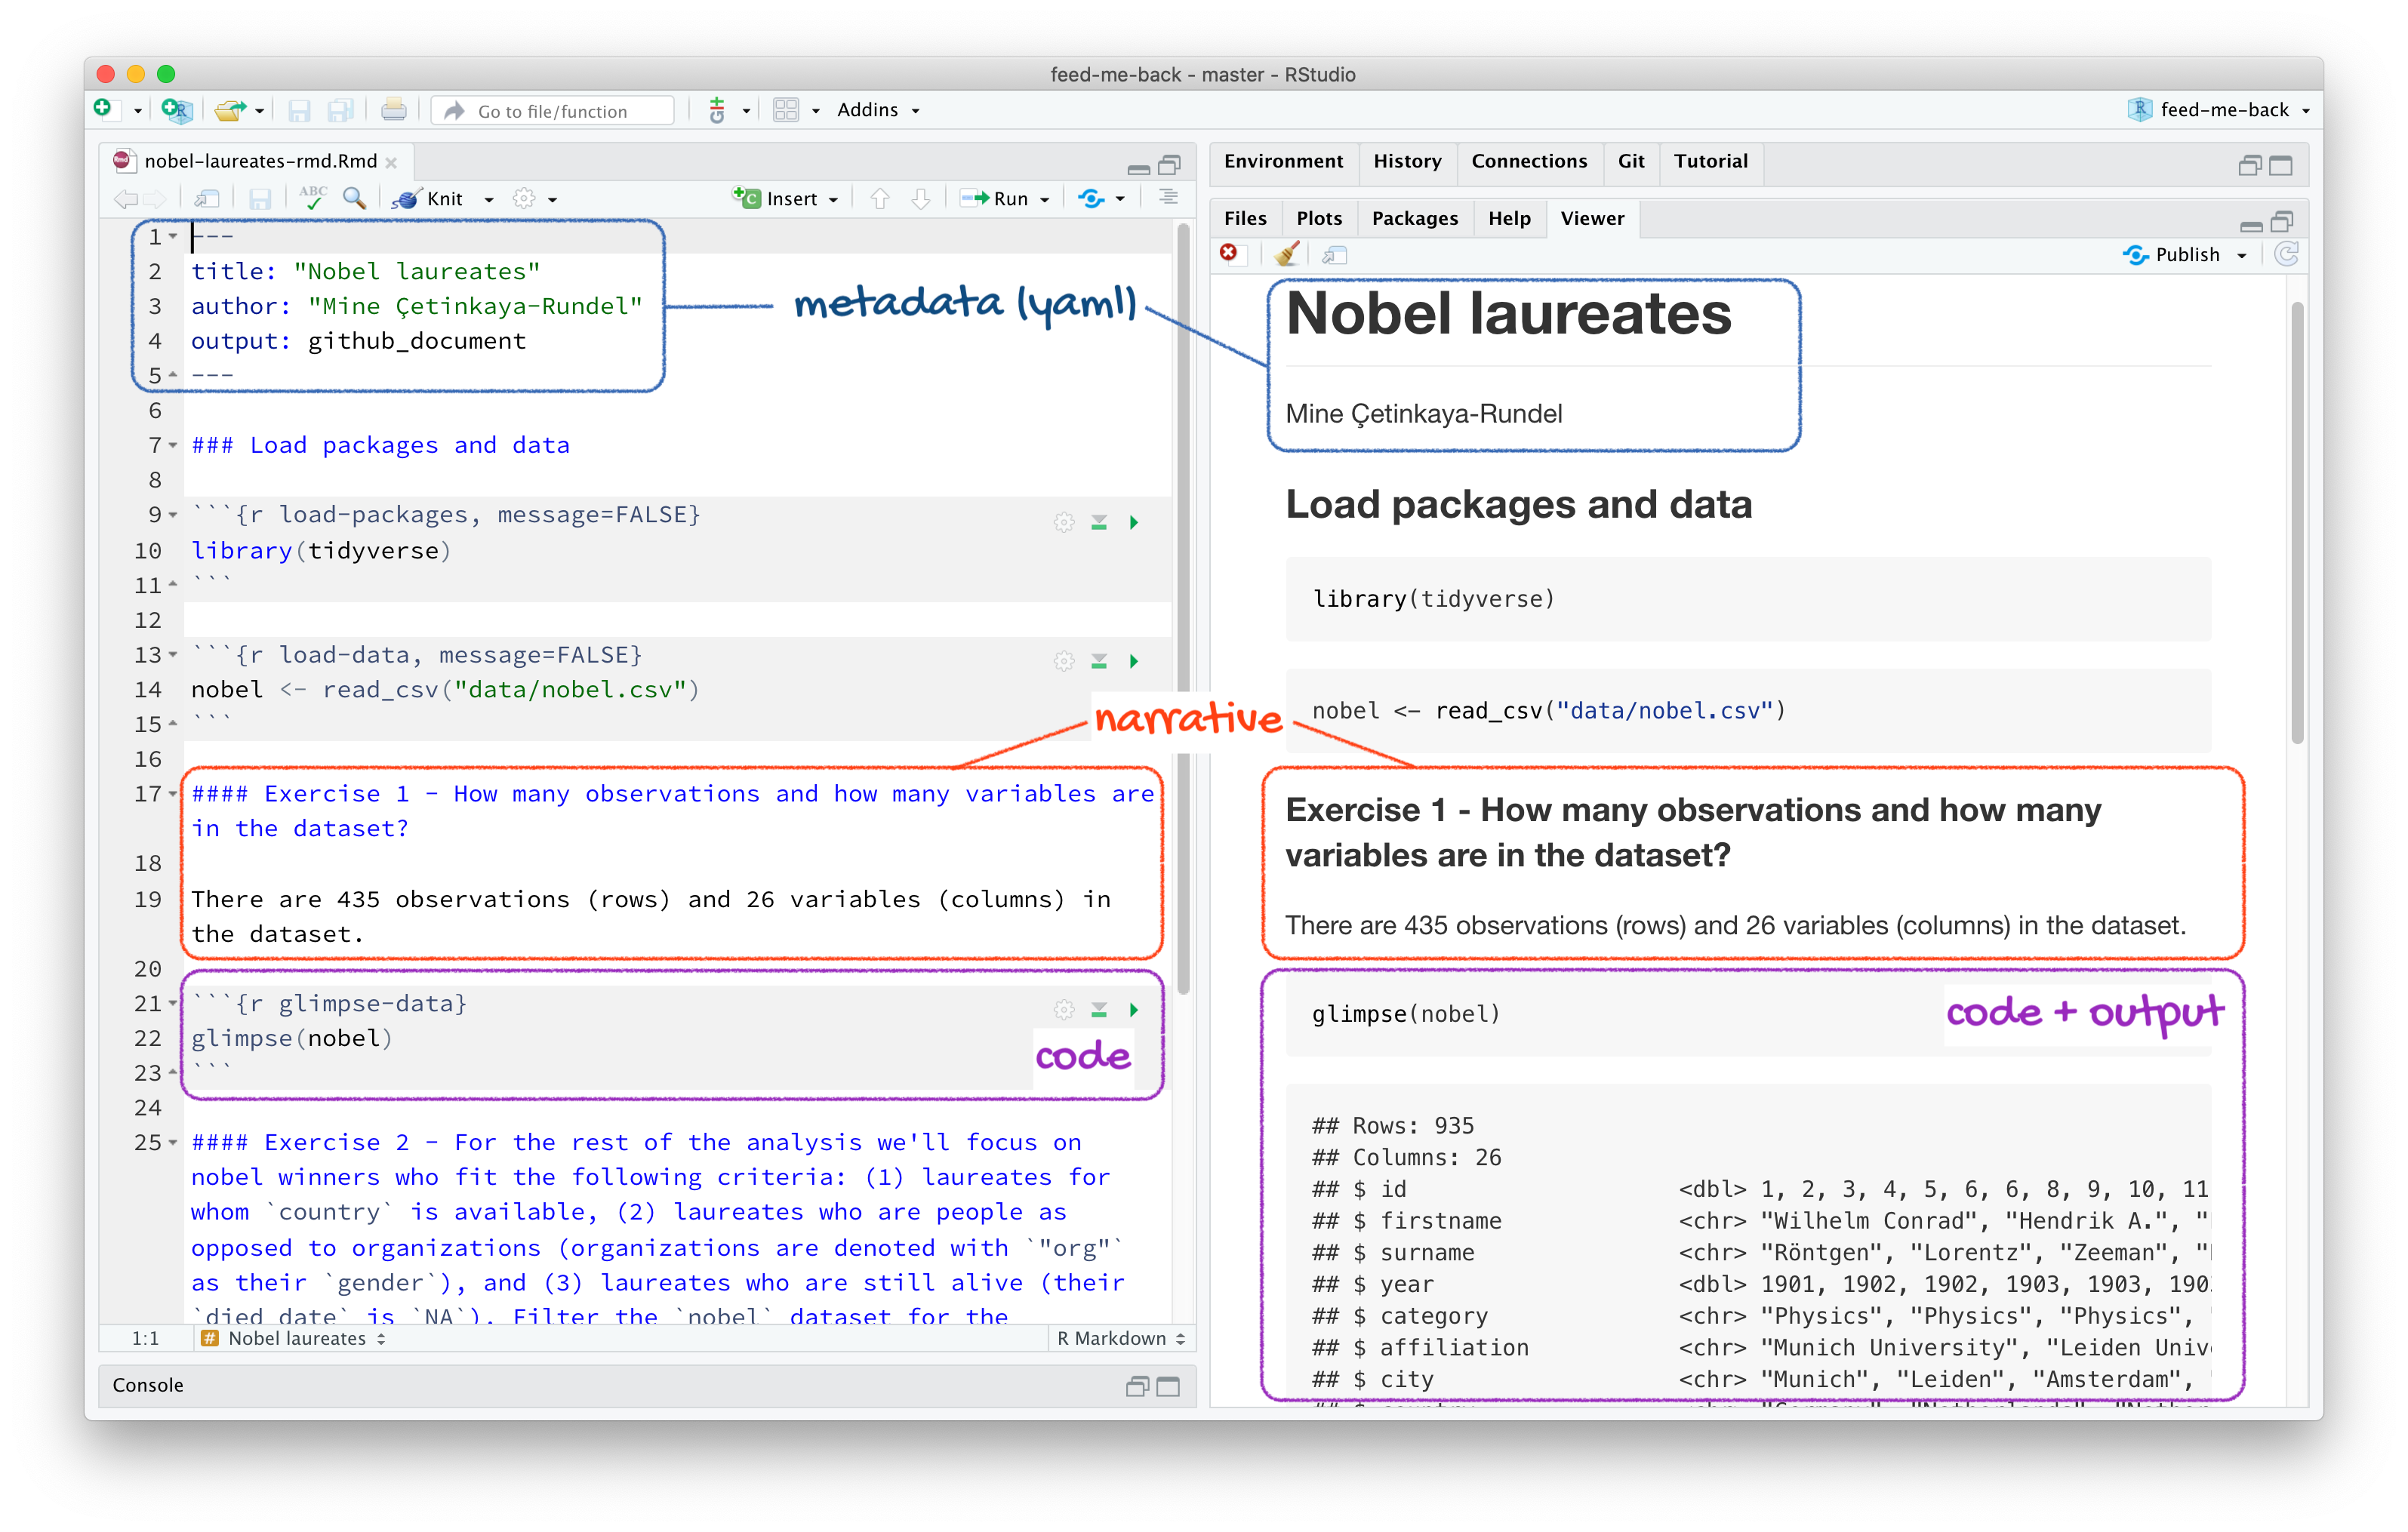 feed-me-back - master - RStudio
Go to file/function
Addins
feed-me-back
nobel-laureates-rmd.Rmd
ABC
Knit
Insert
Run
1 ---
2 title: "Nobel laureates"
3 author: "Mine Çetinkaya-Rundel"
4 output: github_document
5 ---
6
7 ### Load packages and data
8
9 ```{r load-packages, message=FALSE}
10 library(tidyverse)
11 ```
12
13 ```{r load-data, message=FALSE}
14 nobel <- read_csv("data/nobel.csv")
15 ```
16
17 #### Exercise 1 - How many observations and how many variables are
in the dataset?
18
19 There are 435 observations (rows) and 26 variables (columns) in
the dataset.
20
21 ```{r glimpse-data}
22 glimpse(nobel)
23 ```
24
25 #### Exercise 2 - For the rest of the analysis we'll focus on
nobel winners who fit the following criteria: (1) laureates for
whom `country` is available, (2) laureates who are people as
opposed to organizations (organizations are denoted with `"org"`
as their `gender`), and (3) laureates who are still alive (their
`died_date` is `NA`). Filter the `nobel` dataset for the
1:1
Nobel laureates
R Markdown
Console
metadata (yaml)
narrative
code
Environment
History
Connections
Git
Tutorial
Files
Plots
Packages
Help
Viewer
Publish
Nobel laureates
Mine Çetinkaya-Rundel
Load packages and data
library(tidyverse)
nobel <- read_csv("data/nobel.csv")
Exercise 1 - How many observations and how many
variables are in the dataset?
There are 435 observations (rows) and 26 variables (columns) in the dataset.
glimpse(nobel)
code + output
## Rows: 935
## Columns: 26
## $ id <dbl> 1, 2, 3, 4, 5, 6, 6, 8, 9, 10, 11
## $ firstname <chr> "Wilhelm Conrad", "Hendrik A.", "
## $ surname <chr> "Röntgen", "Lorentz", "Zeeman", "
## $ year <dbl> 1901, 1902, 1902, 1903, 1903, 190
## $ category <chr> "Physics", "Physics", "Physics",
## $ affiliation <chr> "Munich University", "Leiden Univ
## $ city <chr> "Munich", "Leiden", "Amsterdam",